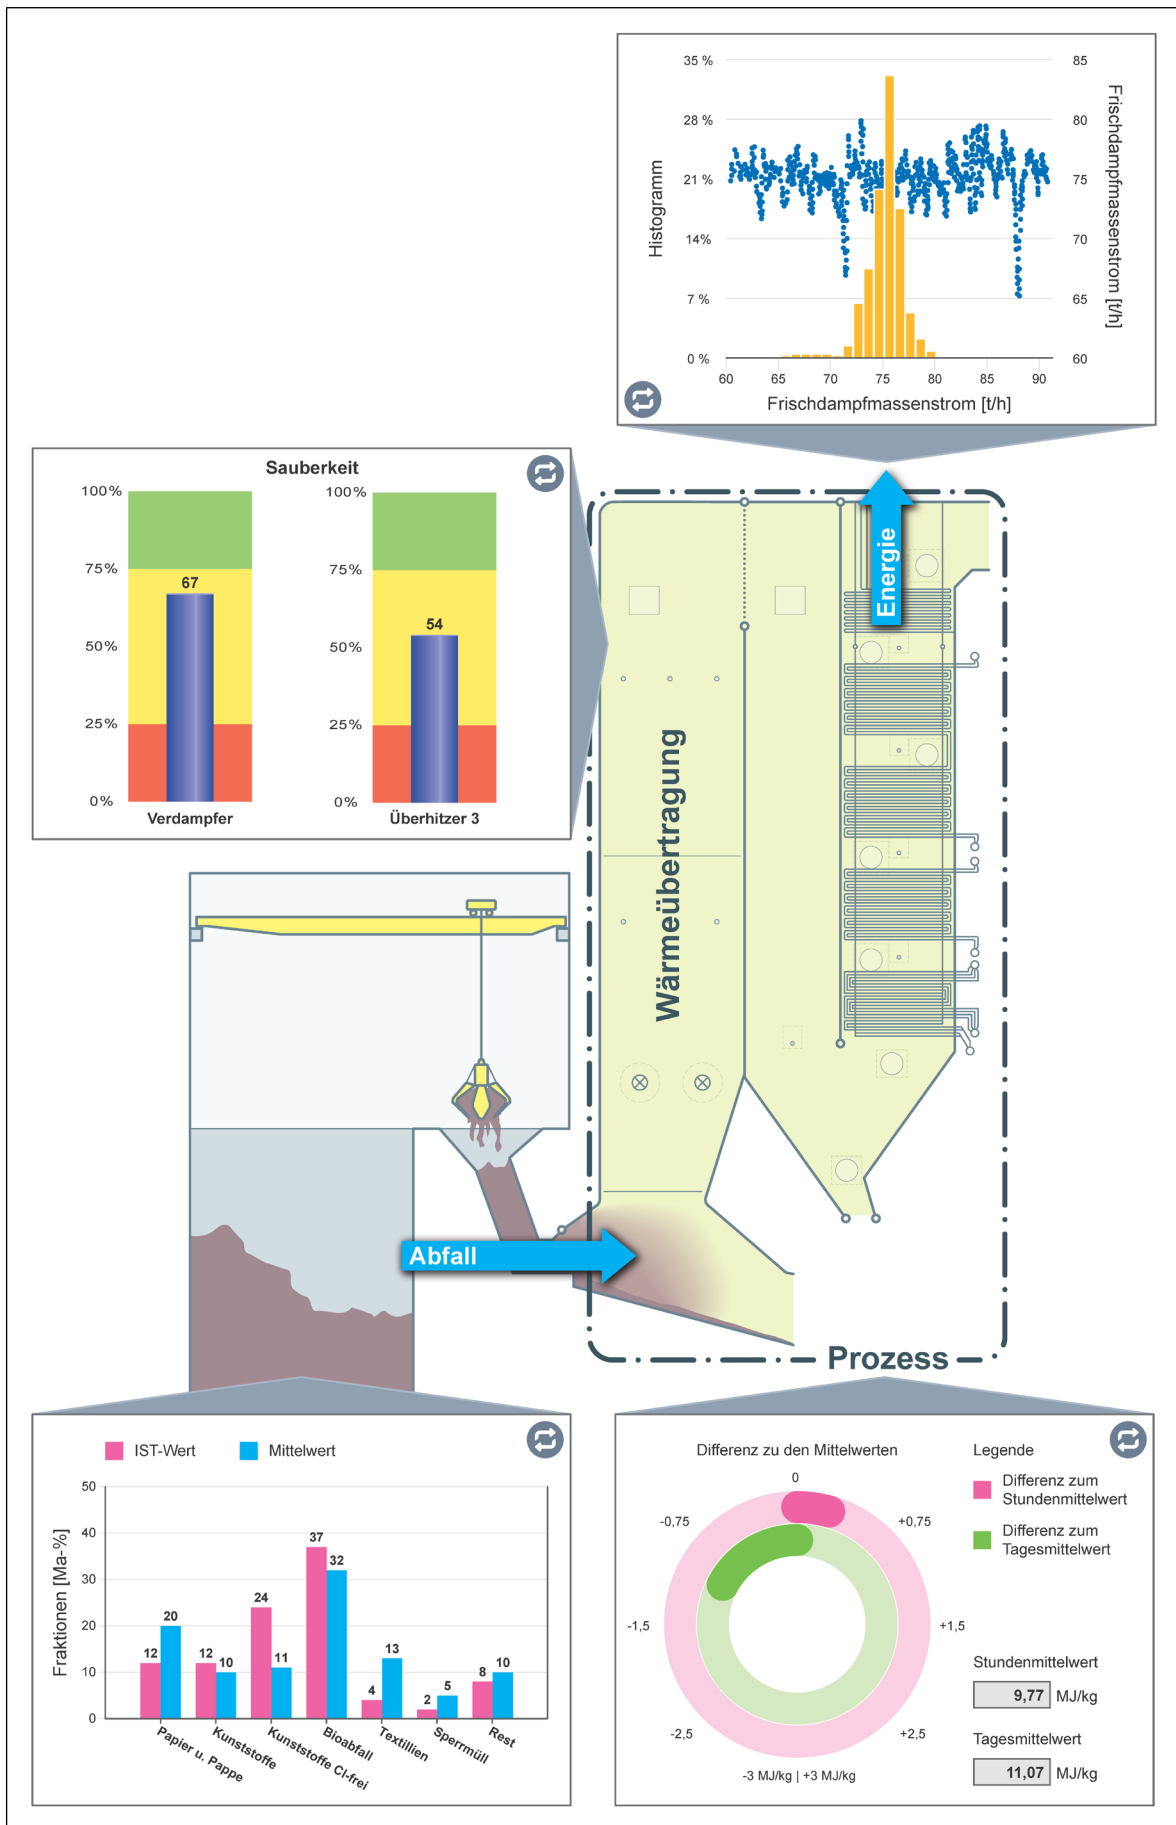 35 %
28 %
21 %
14 %
7 %
0 %
Histogramm
85
80
75
70
65
60
Frischdampfmassenstrom [t/h]
60
65
70
75
80
85
90
Frischdampfmassenstrom [t/h]
Sauberkeit
100%
75%
50%
25%
0%
67
Verdampfer
100%
75%
50%
25%
0%
54
Überhitzer 3
Energie
Wärmeübertragung
Abfall
Prozess
IST-Wert
Mittelwert
Fraktionen [Ma-%]
50
40
30
20
10
0
12
20
12
10
24
11
37
32
4
13
2
5
8
10
Papier u. Pappe
Kunststoffe
Kunststoffe Cl-frei
Bioabfall
Textillien
Sperrmüll
Rest
Differenz zu den Mittelwerten
0
-0,75
+0,75
-1,5
+1,5
-2,5
+2,5
-3 MJ/kg | +3 MJ/kg
Legende
Differenz zum
Stundenmittelwert
Differenz zum
Tagesmittelwert
Stundenmittelwert
9,77 MJ/kg
Tagesmittelwert
11,07 MJ/kg